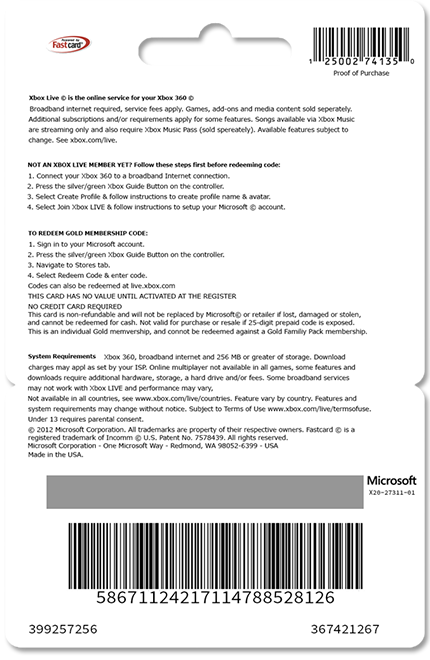 Powered by
Fastcard
1 25002 74135 0
Proof of Purchase
Xbox Live © is the online service for your Xbox 360 ©
Broadband internet required, service fees apply. Games, add-ons and media content sold seperately.
Additional subscriptions and/or requirements apply for some features. Songs available via Xbox Music
are streaming only and also require Xbox Music Pass (sold spereately). Available features subject to
change. See xbox.com/live.
NOT AN XBOX LIVE MEMBER YET? Follow these steps first before redeeming code:
1. Connect your Xbox 360 to a broadband Internet connection.
2. Press the silver/green Xbox Guide Button on the controller.
3. Select Create Profile & follow instructions to create profile name & avatar.
4. Select Join Xbox LIVE & follow instructions to setup your Microsoft © account.
TO REDEEM GOLD MEMBERSHIP CODE:
1. Sign in to your Microsoft account.
2. Press the silver/green Xbox Guide Button on the controller.
3. Navigate to Stores tab.
4. Select Redeem Code & enter code.
Codes can also be redeemed at live.xbox.com
THIS CARD HAS NO VALUE UNTIL ACTIVATED AT THE REGISTER
NO CREDIT CARD REQUIRED
This card is non-refundable and will not be replaced by Microsoft© or retailer if lost, damaged or stolen,
and cannot be redeemed for cash. Not valid for purchase or resale if 25-digit prepaid code is exposed.
This is an individual Gold memvership, and connot be redeemed against a Gold Familiy Pack membership.
System Requirements Xbox 360, broadband internet and 256 MB or greater of storage. Download
charges may appl as set by your ISP. Online multiplayer not available in all games, some features and
downloads require additional hardware, storage, a hard drive and/or fees. Some broadband services
may not work with Xbox LIVE and performance may vary,
Not available in all countries, see www.xbox.com/live/countries. Feature vary by country. Features and
system requirements may change without notice. Subject to Terms of Use www.xbox.com/live/termsofuse.
Under 13 requires parental consent.
© 2012 Microsoft Corporation. All trademarks are property of their respective owners. Fastcard © is a
registered trademark of Incomm © U.S. Patent No. 7578439. All rights reserved.
Microsoft Corporation - One Microsoft Way - Redmond, WA 98052-6399 - USA
Made in the USA.
Microsoft
X20-27311-01
58671124217114788528126
399257256
367421267